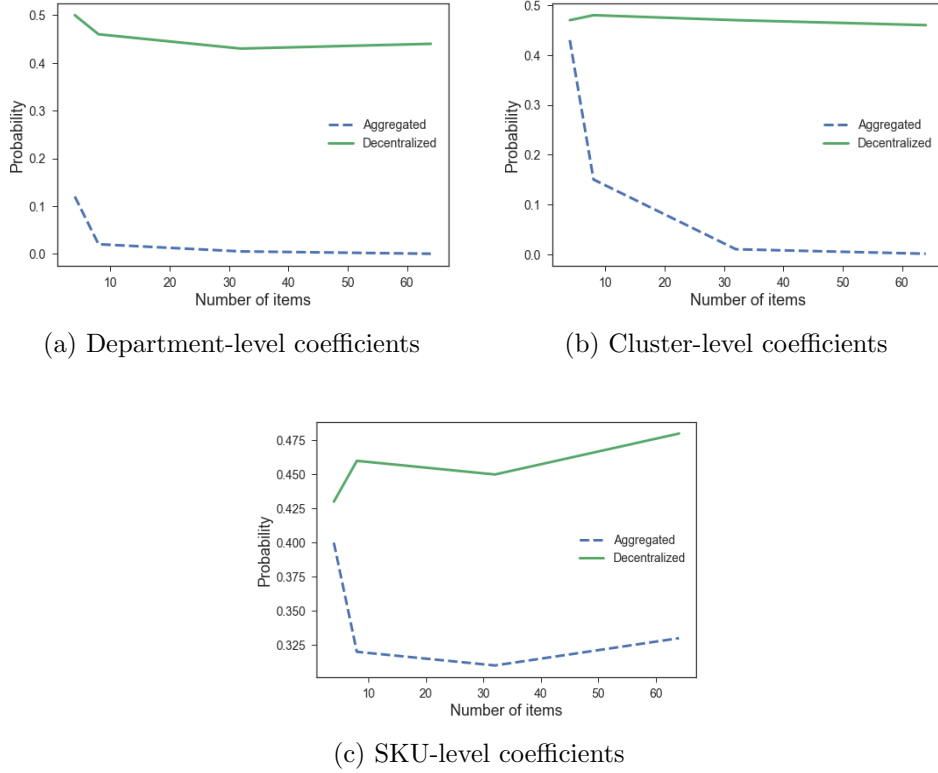 0.5
0.4
0.3
0.2
0.1
0.0
Probability
Aggregated
Decentralized
10 20 30 40 50 60
Number of items
(a) Department-level coefficients
0.5
0.4
0.3
0.2
0.1
0.0
Probability
Aggregated
Decentralized
10 20 30 40 50 60
Number of items
(b) Cluster-level coefficients
0.475
0.450
0.425
0.400
0.375
0.350
0.325
Probability
Aggregated
Decentralized
10 20 30 40 50 60
Number of items
(c) SKU-level coefficients